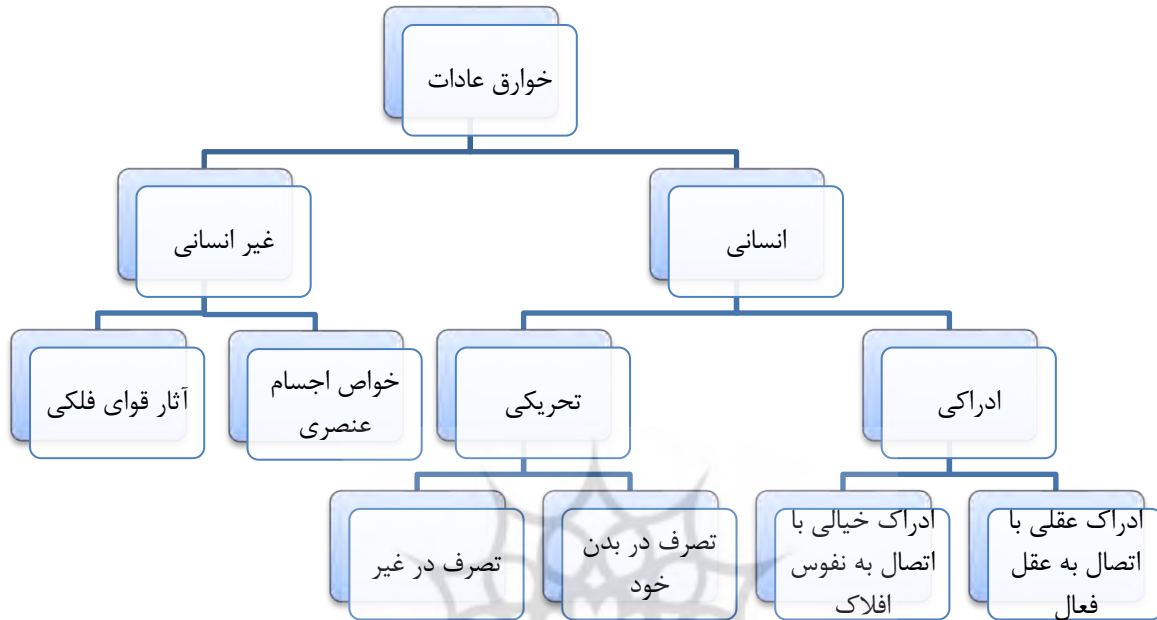 خوارق عادات
انسانی
غیر انسانی
ادراکی
تحریکی
خواص اجسام
عنصری
آثار قوای فلکی
ادراک عقلی با
اتصال به عقل
فعال
ادراک خیالی با
اتصال به نفوس
افلاک
تصرف در بدن
خود
تصرف در غیر